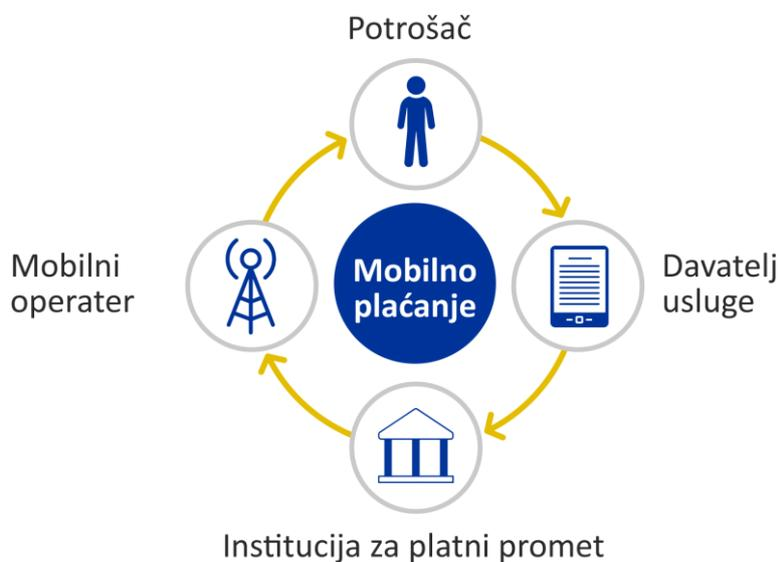 Potrošač
Mobilni
operater
Mobilno
plaćanje
Davatelj
usluge
Institucija za platni promet